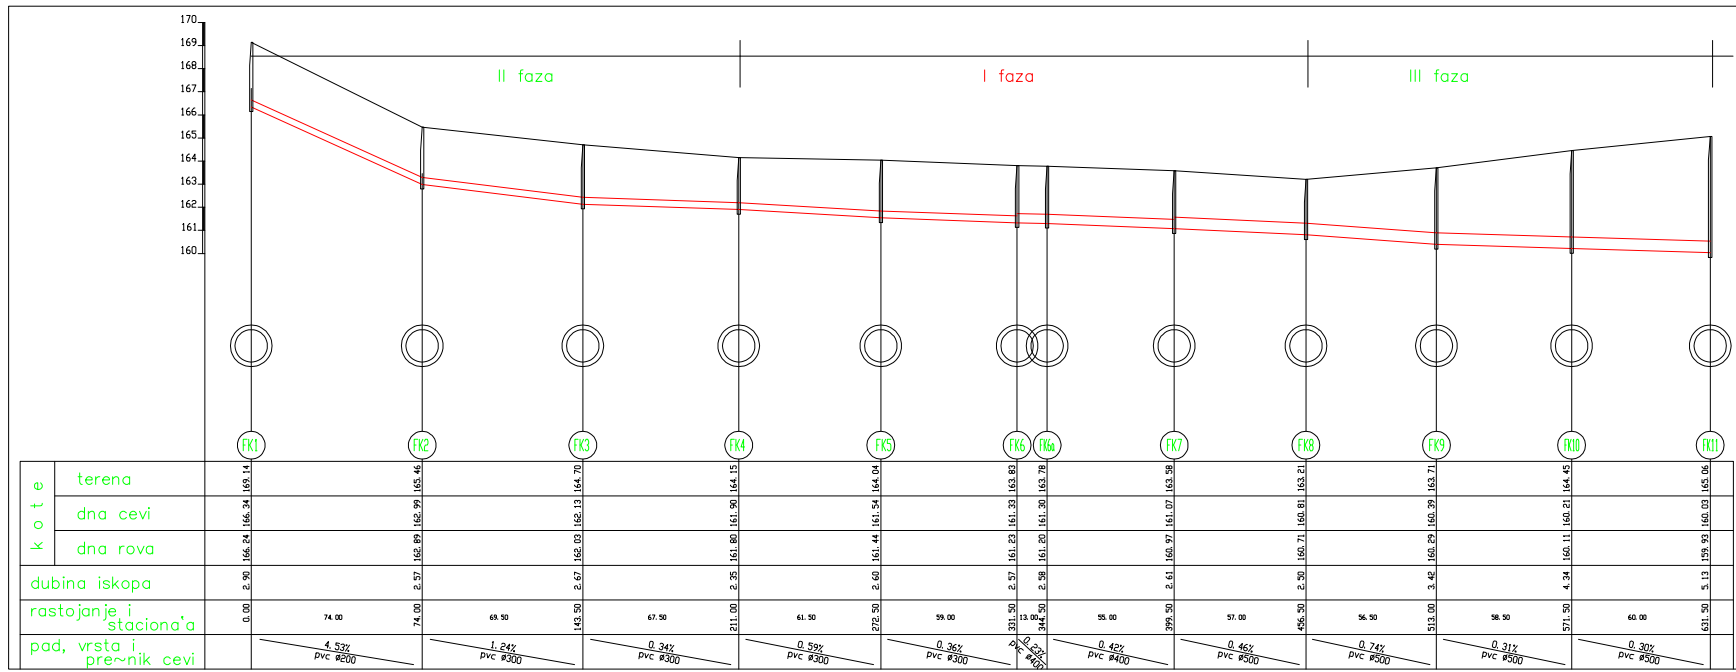 170
169
168
167
166
165
164
163
162
161
160
II faza
I faza
III faza
FK1 FK2 FK3 FK4 FK5 FK6 FK6a FK7 FK8 FK9 FK10 FK11
kote
terena 169.14 165.46 164.70 164.15 164.04 163.83 163.78 163.58 163.21 163.71 164.45 165.06
dna cevi 166.34 162.99 162.13 161.90 161.54 161.33 161.30 161.07 160.81 160.39 160.21 160.03
dna rova 166.24 162.89 162.03 161.80 161.44 161.23 161.20 160.97 160.71 160.29 160.11 159.93
dubina iskopa 2.90 2.57 2.67 2.35 2.60 2.57 2.58 2.61 2.50 3.42 4.34 5.13
rastojanje i
staciona'a
0.00 74.00 74.00 69.50 143.50 67.50 211.00 61.50 272.50 59.00 331.50 13.00 344.50 55.00 399.50 57.00 456.50 56.50 513.00 58.50 571.50 60.00 631.50
pad, vrsta i
pre~nik cevi
4.53% 1.24% 0.34% 0.59% 0.36% 0.23% 0.42% 0.46% 0.74% 0.31% 0.30%
pvc ø200 pvc ø300 pvc ø300 pvc ø300 pvc ø300 pvc ø400 pvc ø400 pvc ø500 pvc ø500 pvc ø500 pvc ø500